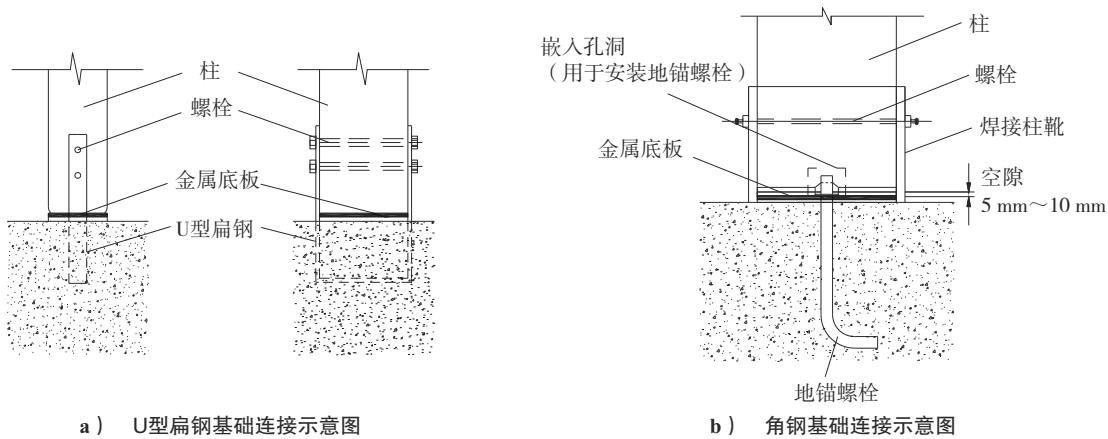 柱
螺栓
金属底板
U型扁钢
a） U型扁钢基础连接示意图
嵌入孔洞
（用于安装地锚螺栓）
柱
螺栓
焊接柱靴
金属底板
空隙
5 mm～10 mm
地锚螺栓
b） 角钢基础连接示意图